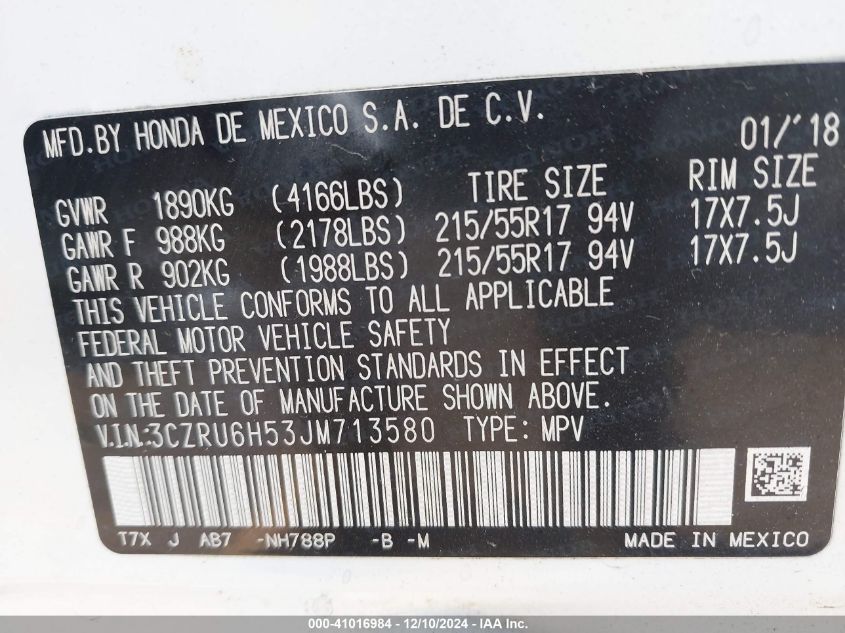 MFD.BY HONDA DE MEXICO S.A. DE C.V. 01/'18
GVWR 1890KG (4166LBS) TIRE SIZE RIM SIZE
GAWR F 988KG (2178LBS) 215/55R17 94V 17X7.5J
GAWR R 902KG (1988LBS) 215/55R17 94V 17X7.5J
THIS VEHICLE CONFORMS TO ALL APPLICABLE
FEDERAL MOTOR VEHICLE SAFETY
AND THEFT PREVENTION STANDARDS IN EFFECT
ON THE DATE OF MANUFACTURE SHOWN ABOVE.
V.I.N:3CZRU6H53JM713580 TYPE: MPV
T7X J AB7 -NH788P -B -M MADE IN MEXICO
000-41016984 - 12/10/2024 - IAAI.com